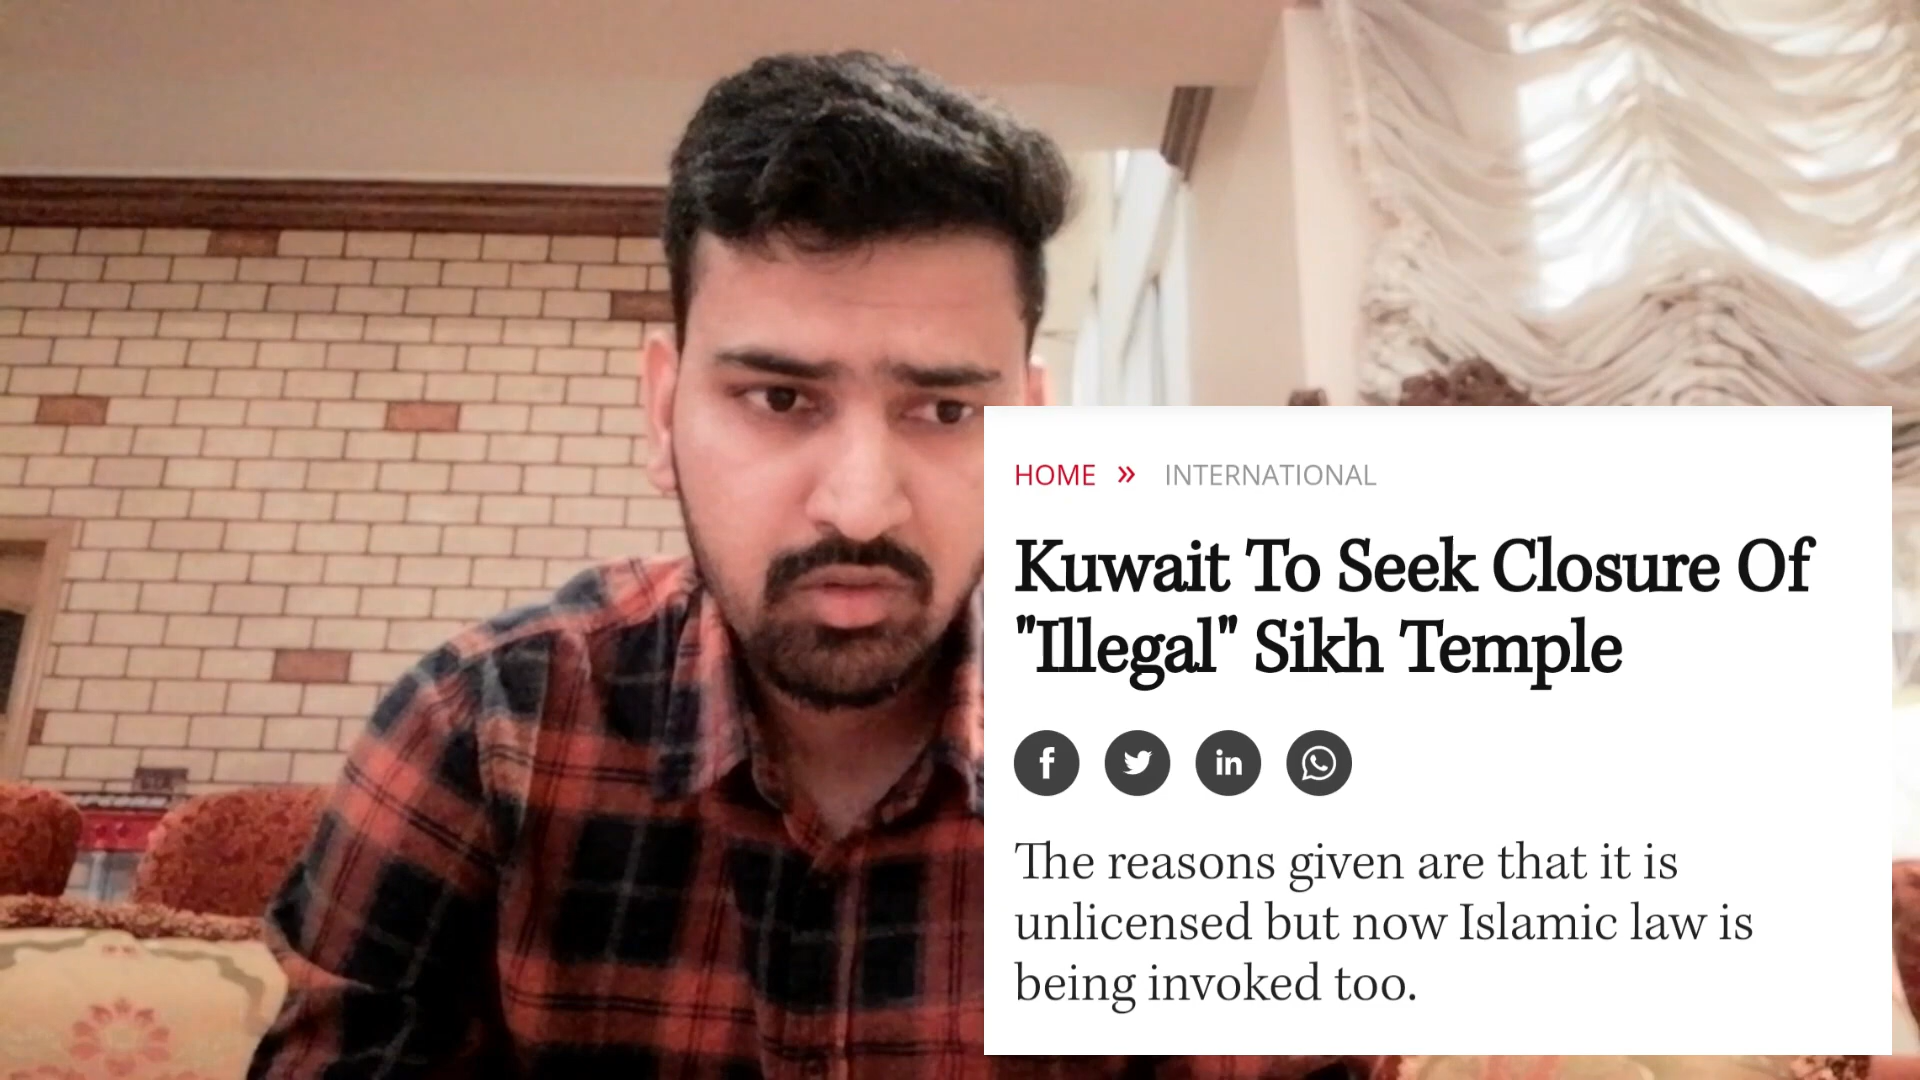 HOME » INTERNATIONAL
Kuwait To Seek Closure Of
"Illegal" Sikh Temple
The reasons given are that it is
unlicensed but now Islamic law is
being invoked too.